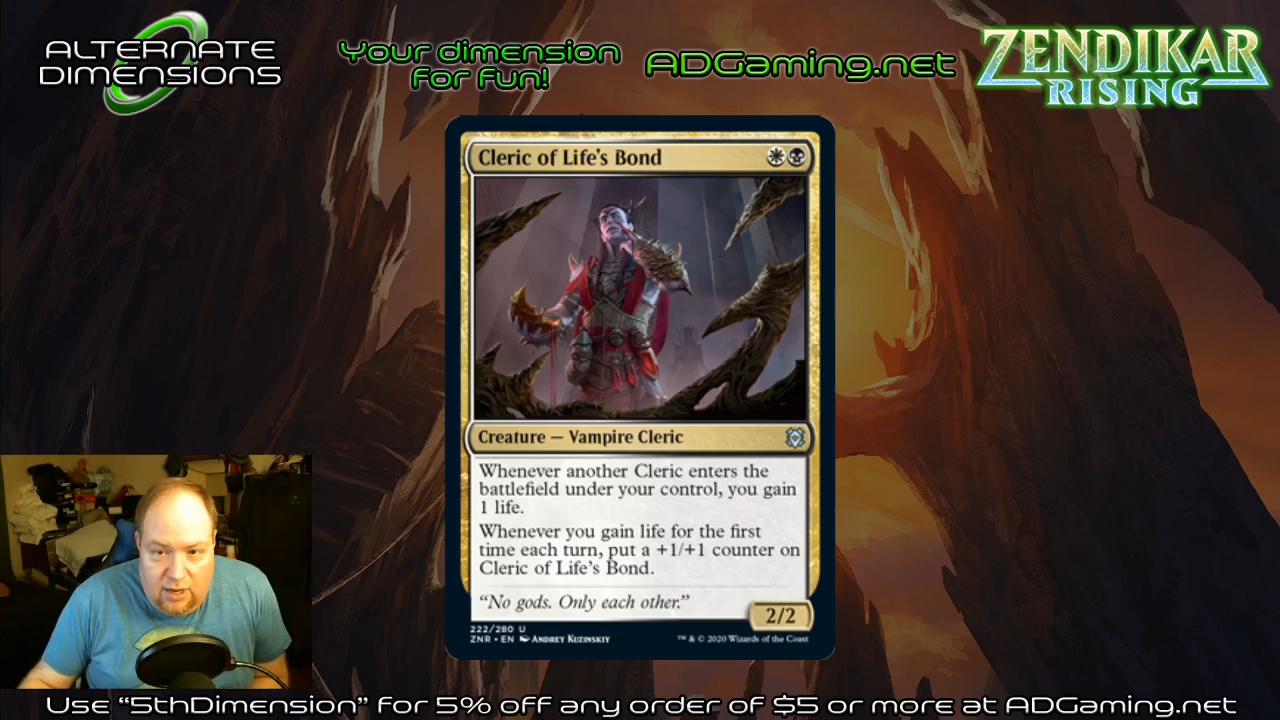 ALTERNATE
DIMENSIONS
Your dimension
for fun!
ADGaming.net
ZENDIKAR
RISING
Cleric of Life's Bond
Creature — Vampire Cleric
Whenever another Cleric enters the
battlefield under your control, you gain
1 life.
Whenever you gain life for the first
time each turn, put a +1/+1 counter on
Cleric of Life's Bond.
“No gods. Only each other.”
2/2
222/280 U
ZNR • EN ANDREY KUZINSKIY
™ & © 2020 Wizards of the Coast
Use “5thDimension” for 5% off any order of $5 or more at ADGaming.net